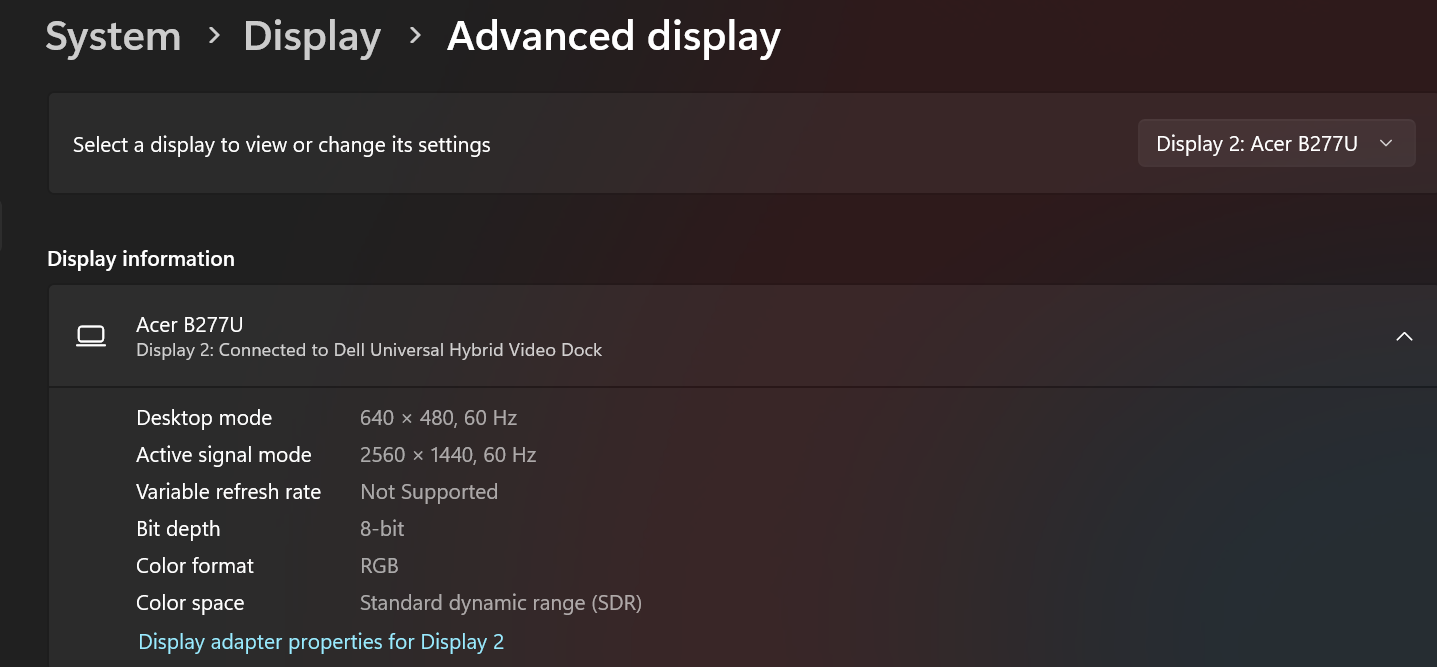 System > Display > Advanced display
Select a display to view or change its settings
Display 2: Acer B277U
Display information
Acer B277U
Display 2: Connected to Dell Universal Hybrid Video Dock
Desktop mode 640 × 480, 60 Hz
Active signal mode 2560 × 1440, 60 Hz
Variable refresh rate Not Supported
Bit depth 8-bit
Color format RGB
Color space Standard dynamic range (SDR)
Display adapter properties for Display 2